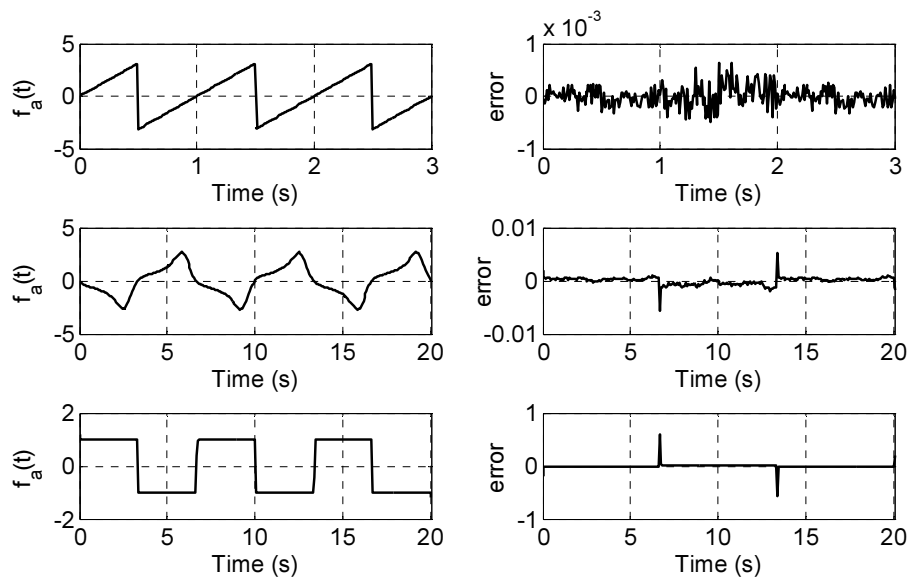 5
0
-5
f_a(t)
0 1 2 3
Time (s)
x 10^-3
1
0
-1
error
0 1 2 3
Time (s)
5
0
-5
f_a(t)
0 5 10 15 20
Time (s)
0.01
0
-0.01
error
0 5 10 15 20
Time (s)
2
0
-2
f_a(t)
0 5 10 15 20
Time (s)
1
0
-1
error
0 5 10 15 20
Time (s)